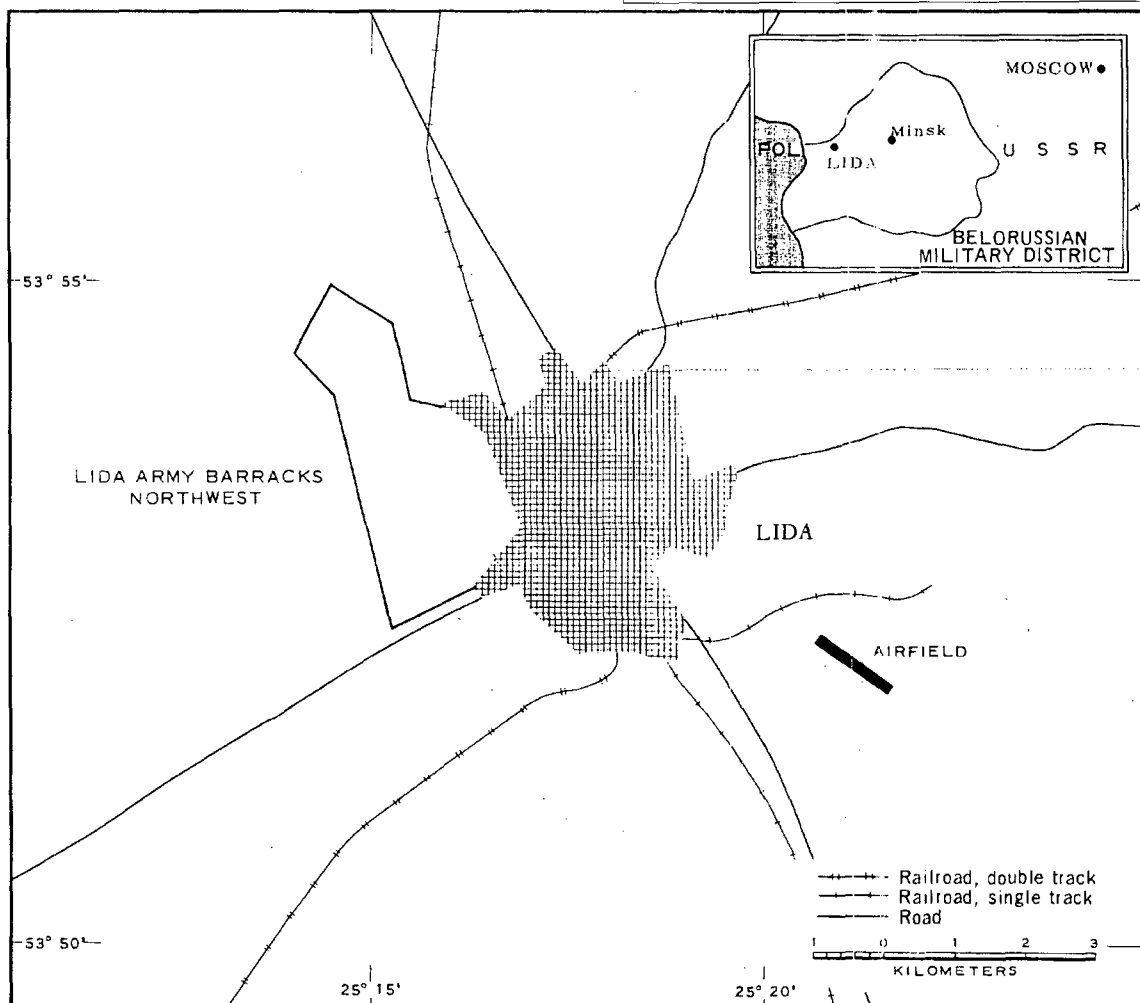 MOSCOW
Minsk
POL
LIDA
U S S R
BELORUSSIAN
MILITARY DISTRICT
53° 55'
LIDA ARMY BARRACKS
NORTHWEST
LIDA
AIRFIELD
Railroad, double track
Railroad, single track
Road
53° 50'
1 0 1 2 3
KILOMETERS
25° 15'
25° 20'